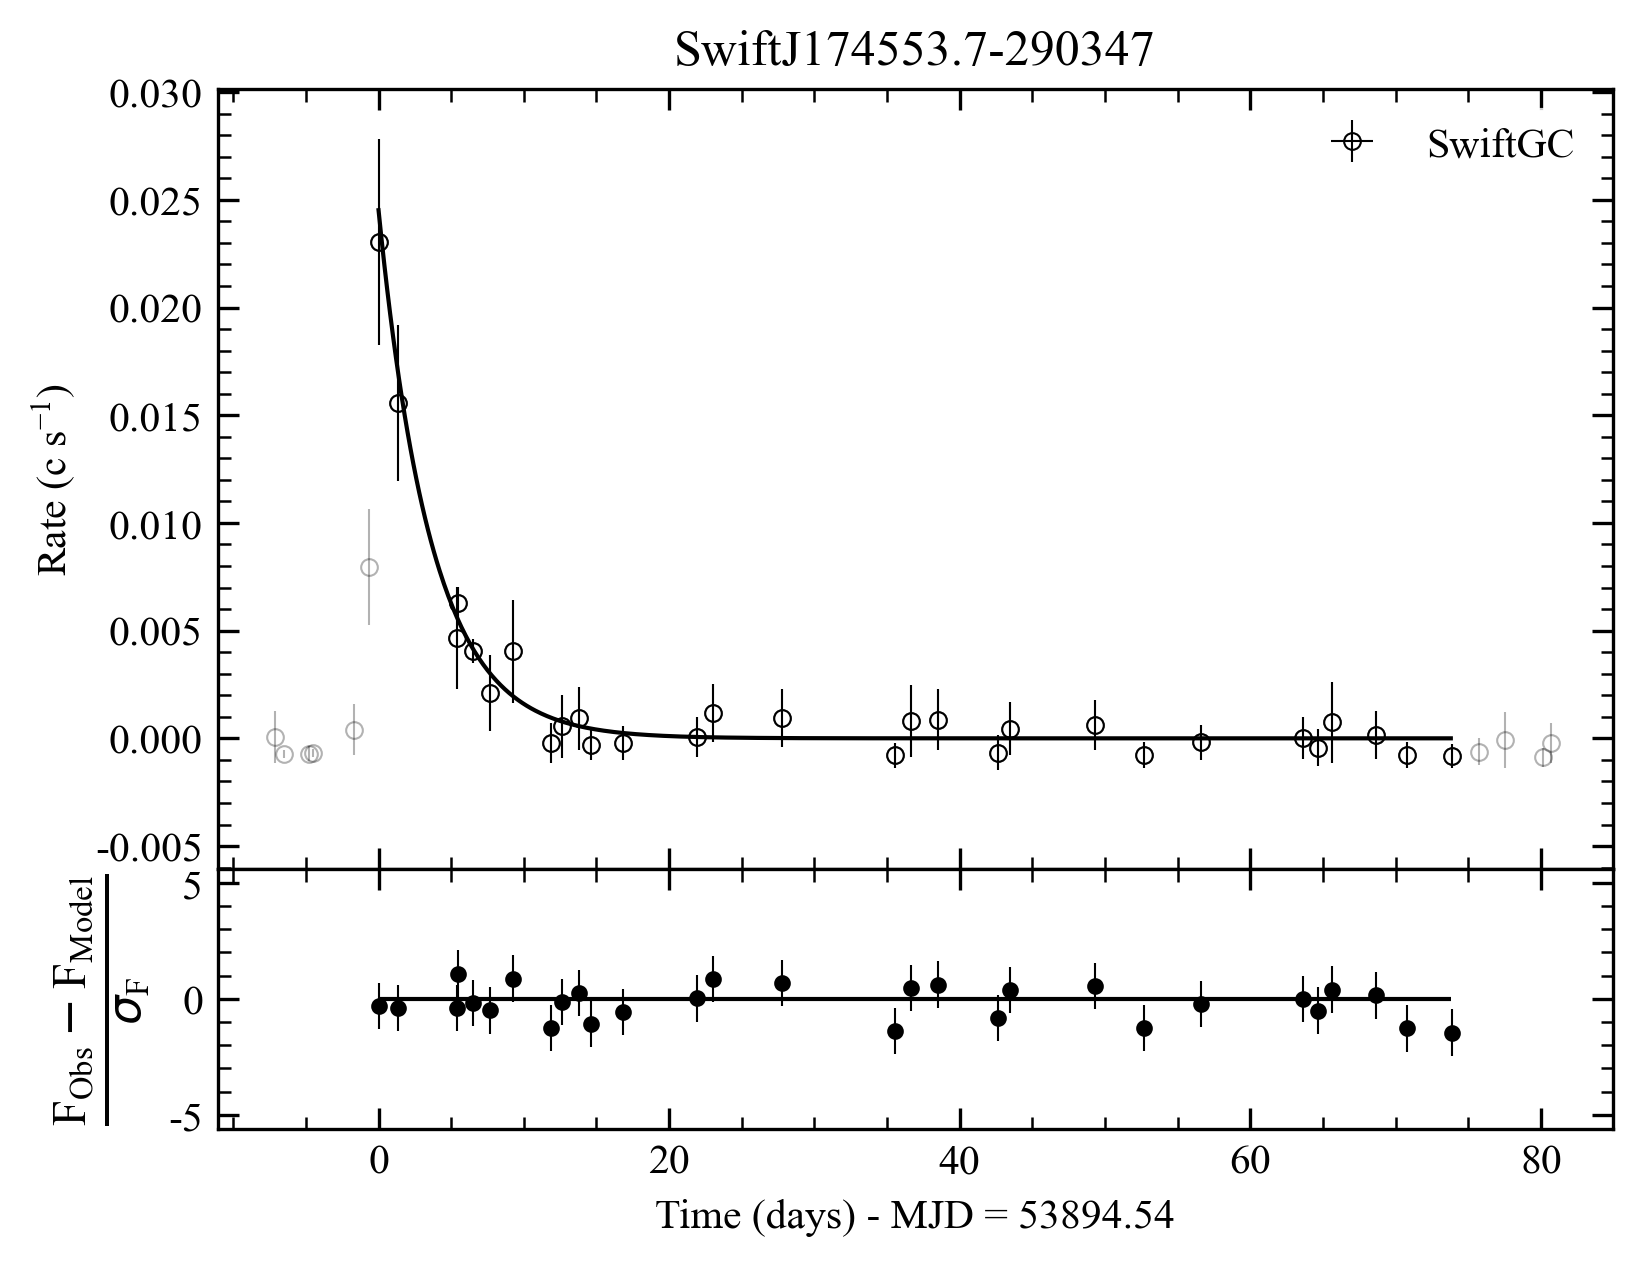 SwiftJ174553.7-290347
SwiftGC
0.030
0.025
0.020
0.015
0.010
0.005
0.000
-0.005
Rate (c s⁻¹)
5
0
-5
F_Obs − F_Model
σ_F
0 20 40 60 80
Time (days) - MJD = 53894.54